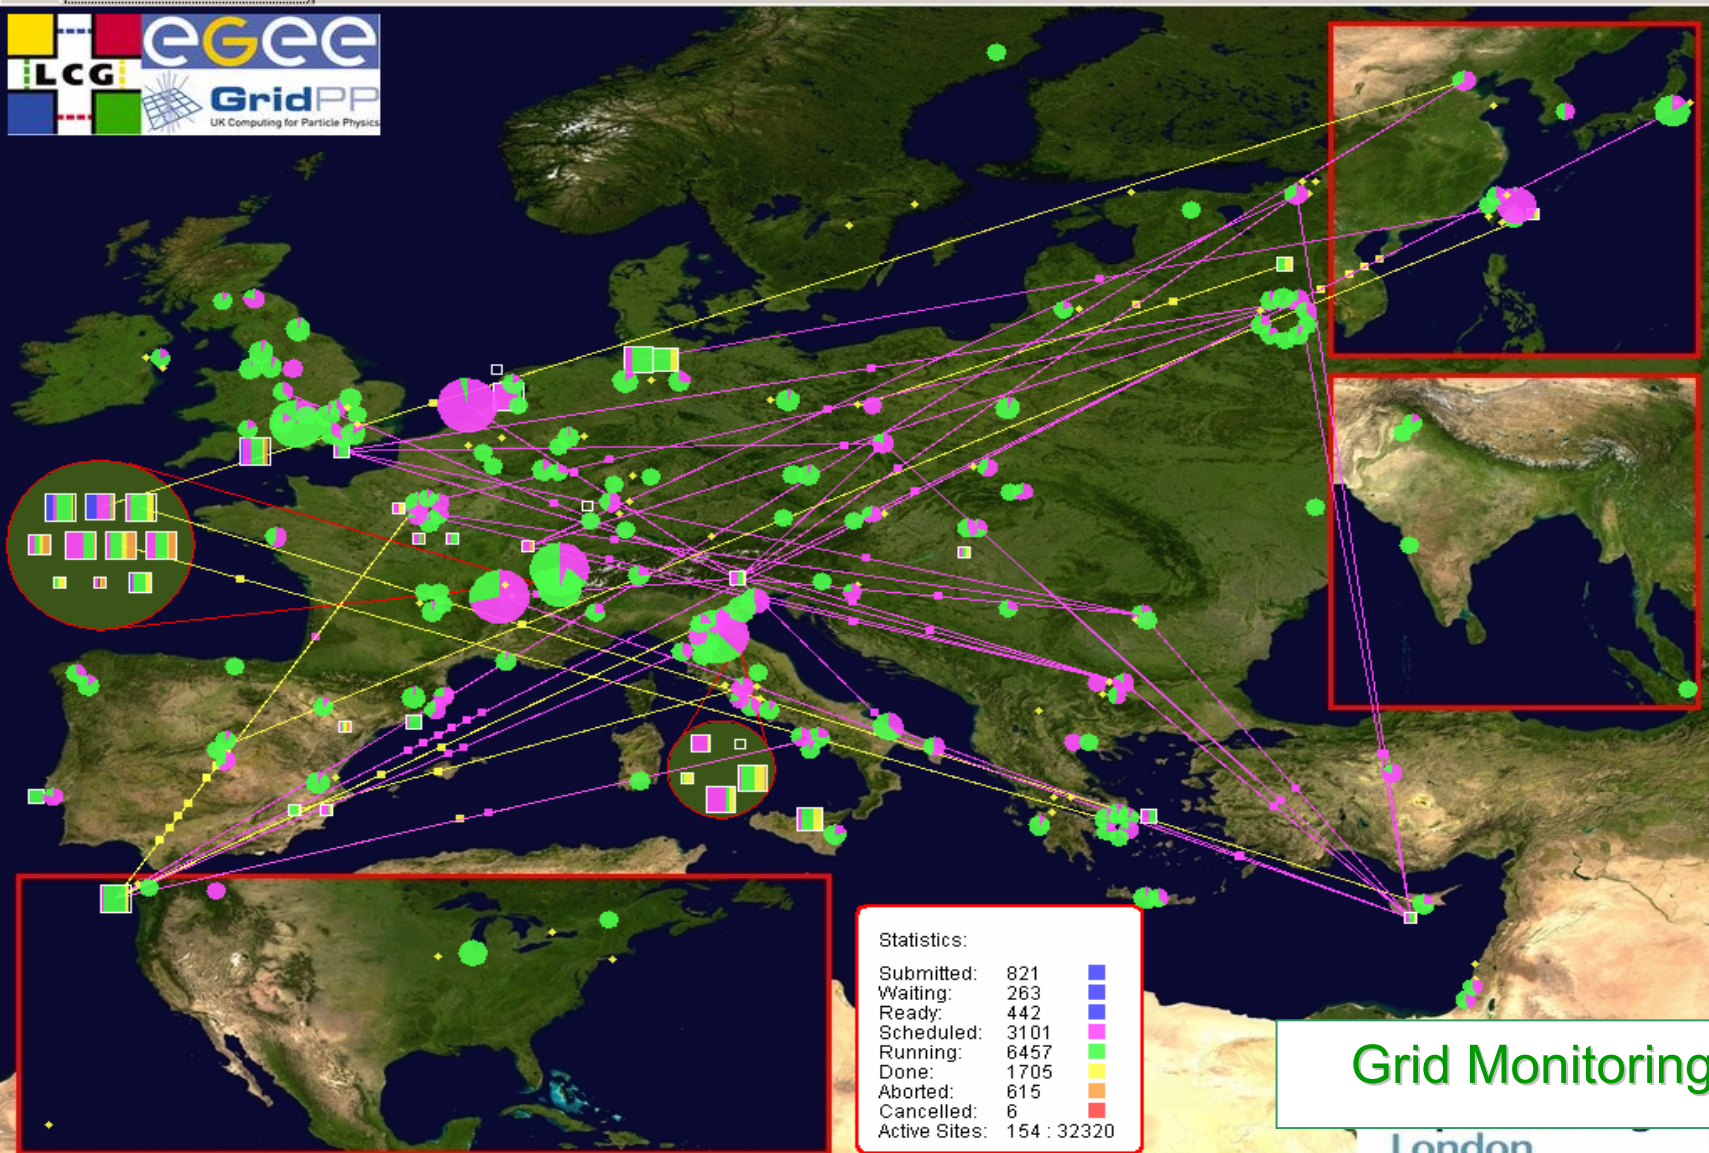 LCG
eGee
GridPP
UK Computing for Particle Physics
Statistics:
Submitted: 821
Waiting: 263
Ready: 442
Scheduled: 3101
Running: 6457
Done: 1705
Aborted: 615
Cancelled: 6
Active Sites: 154 : 32320
Grid Monitoring
London